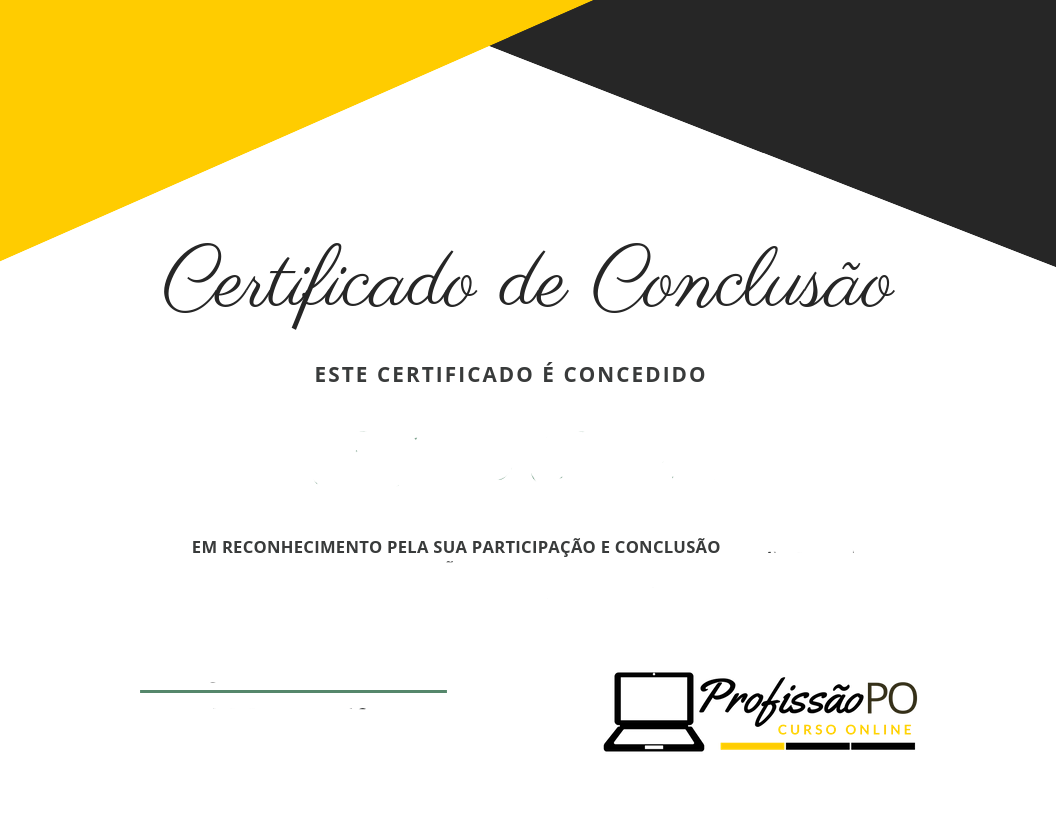 Certificado de Conclusão
ESTE CERTIFICADO É CONCEDIDO
EM RECONHECIMENTO PELA SUA PARTICIPAÇÃO E CONCLUSÃO
ProfissãoPO
CURSO ONLINE